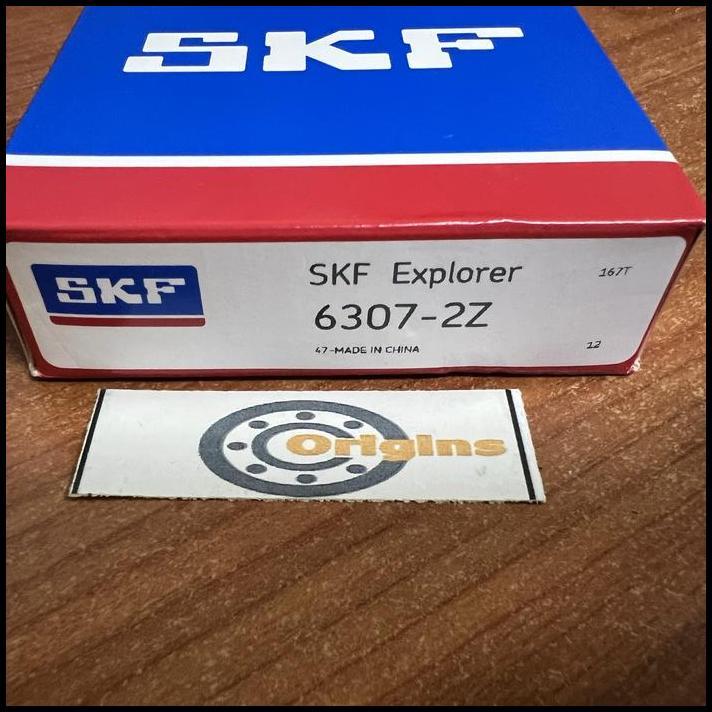 SKF
SKF
SKF Explorer
167T
6307-2Z
47-MADE IN CHINA
12
Origins